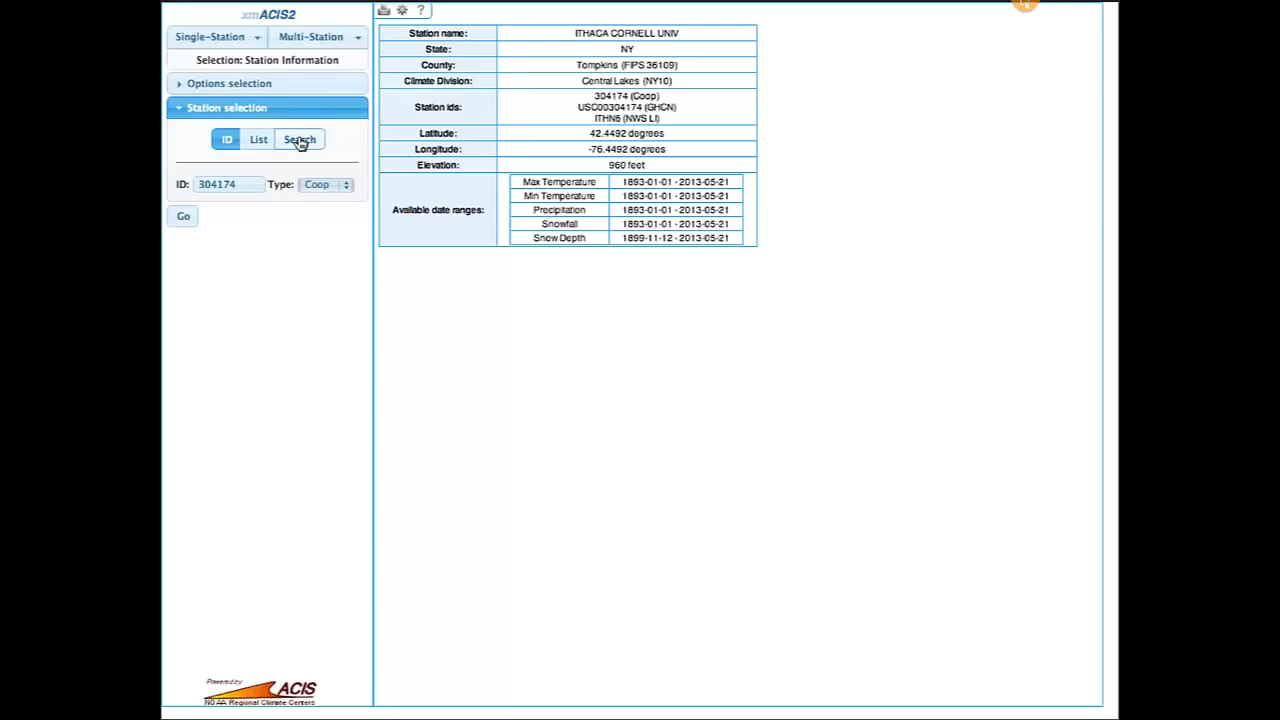 xmACIS2
Single-Station
Multi-Station
Selection: Station Information
Options selection
Station selection
ID
List
Search
ID: 304174 Type: Coop
Go
Powered by
ACIS
NOAA Regional Climate Centers
?
Station name: ITHACA CORNELL UNIV
State: NY
County: Tompkins (FIPS 36109)
Climate Division: Central Lakes (NY10)
Station ids:
304174 (Coop)
USC00304174 (GHCN)
ITHN6 (NWS LI)
Latitude: 42.4492 degrees
Longitude: -76.4492 degrees
Elevation: 960 feet
Available date ranges:
Max Temperature 1893-01-01 - 2013-05-21
Min Temperature 1893-01-01 - 2013-05-21
Precipitation 1893-01-01 - 2013-05-21
Snowfall 1893-01-01 - 2013-05-21
Snow Depth 1899-11-12 - 2013-05-21